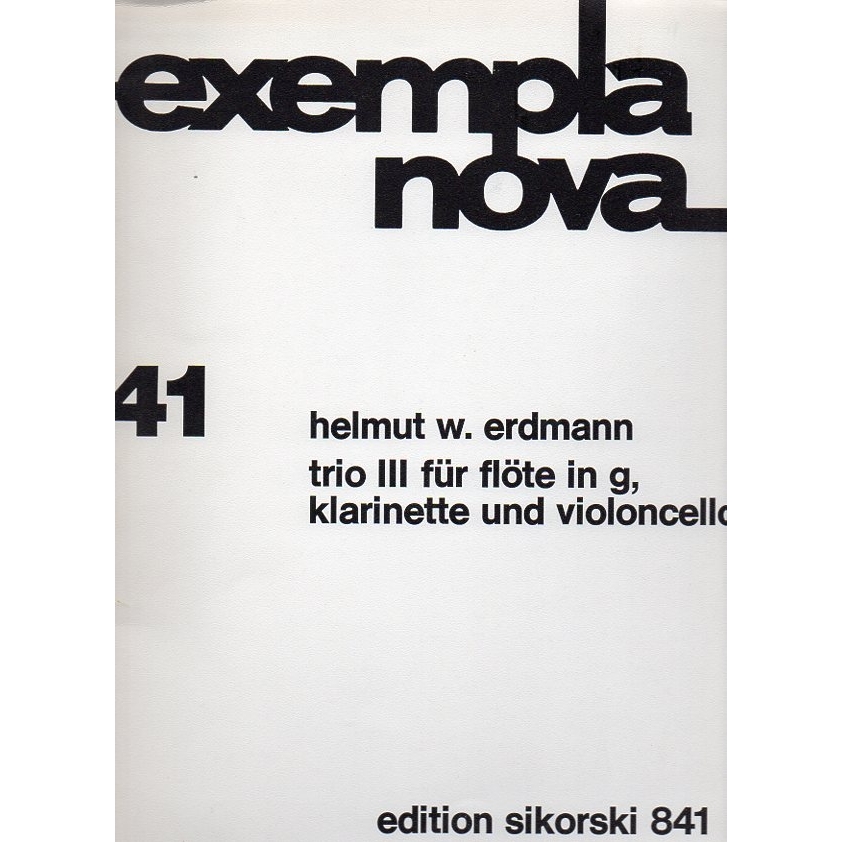 exempla
nova
41
helmut w. erdmann
trio III für flöte in g,
klarinette und violoncello
edition sikorski 841